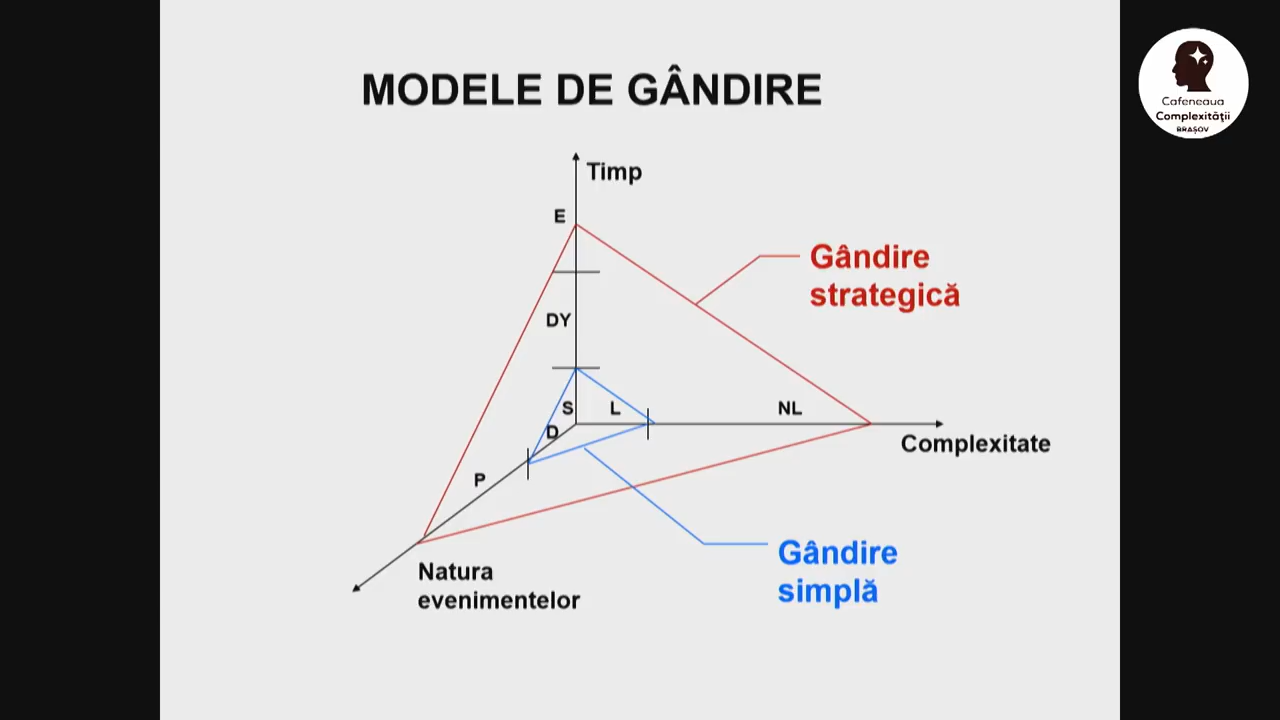 MODELE DE GÂNDIRE
Cafeneaua
Complexității
BRAȘOV
Timp
E
Gândire
strategică
DY
S
L
NL
D
Complexitate
P
Gândire
simplă
Natura
evenimentelor